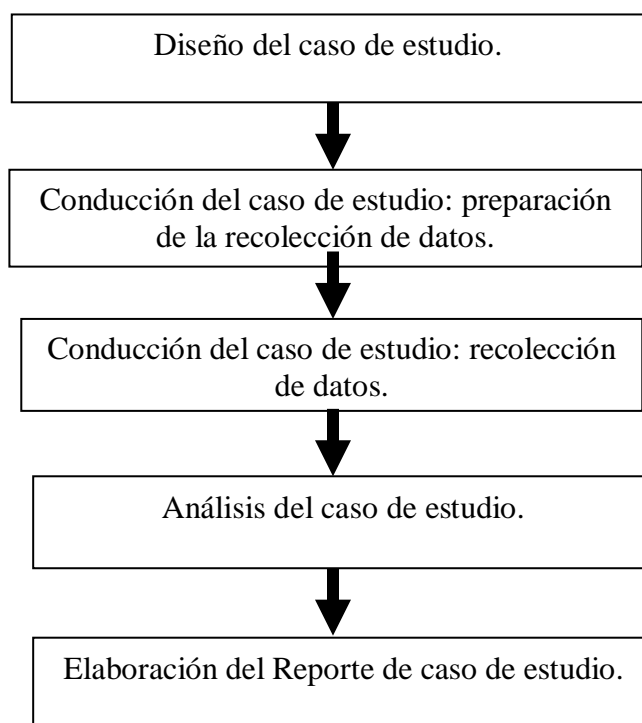 Diseño del caso de estudio.
Conducción del caso de estudio: preparación
de la recolección de datos.
Conducción del caso de estudio: recolección
de datos.
Análisis del caso de estudio.
Elaboración del Reporte de caso de estudio.